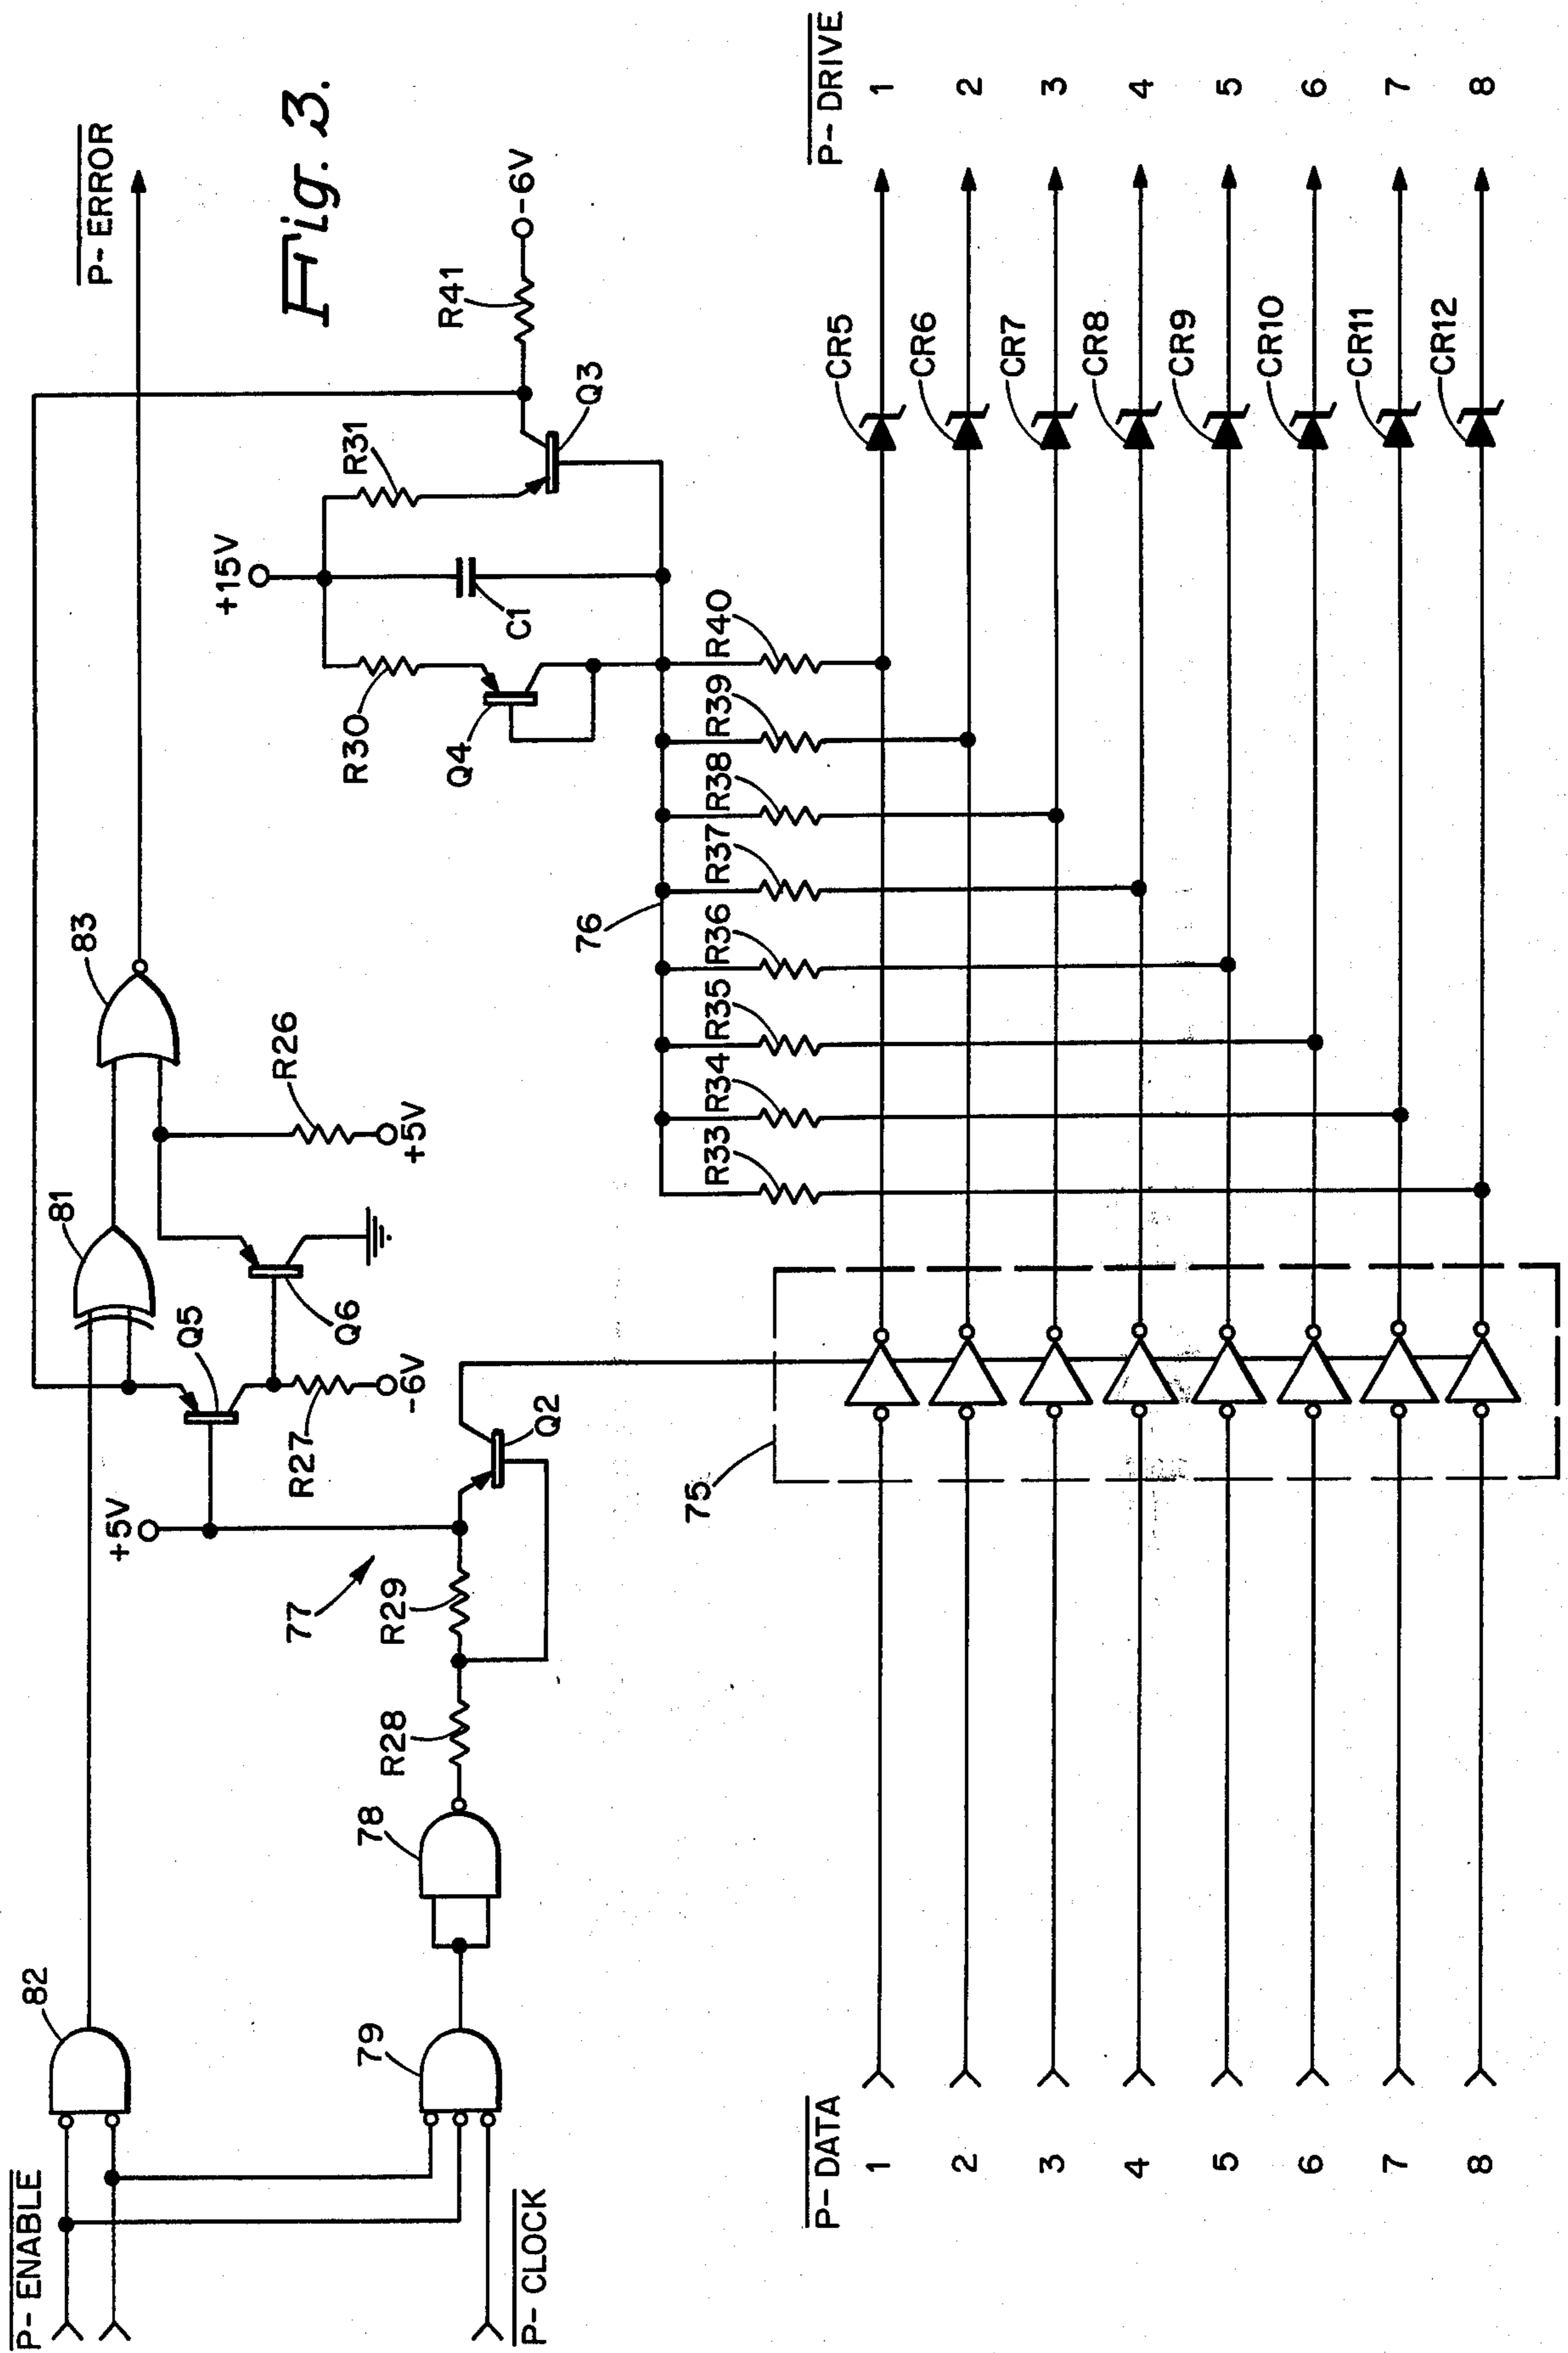 Fig. 3.
P-ENABLE
P-CLOCK
82
79
78
R28
R29
77
+5V
Q5
R27
-6V
Q2
81
Q6
83
R26
+5V
P-ERROR
+15V
R30
Q4
C1
R31
Q3
R41
-6V
76
R33
R34
R35
R36
R37
R38
R39
R40
75
P-DATA
1
2
3
4
5
6
7
8
CR5
CR6
CR7
CR8
CR9
CR10
CR11
CR12
P-DRIVE
1
2
3
4
5
6
7
8